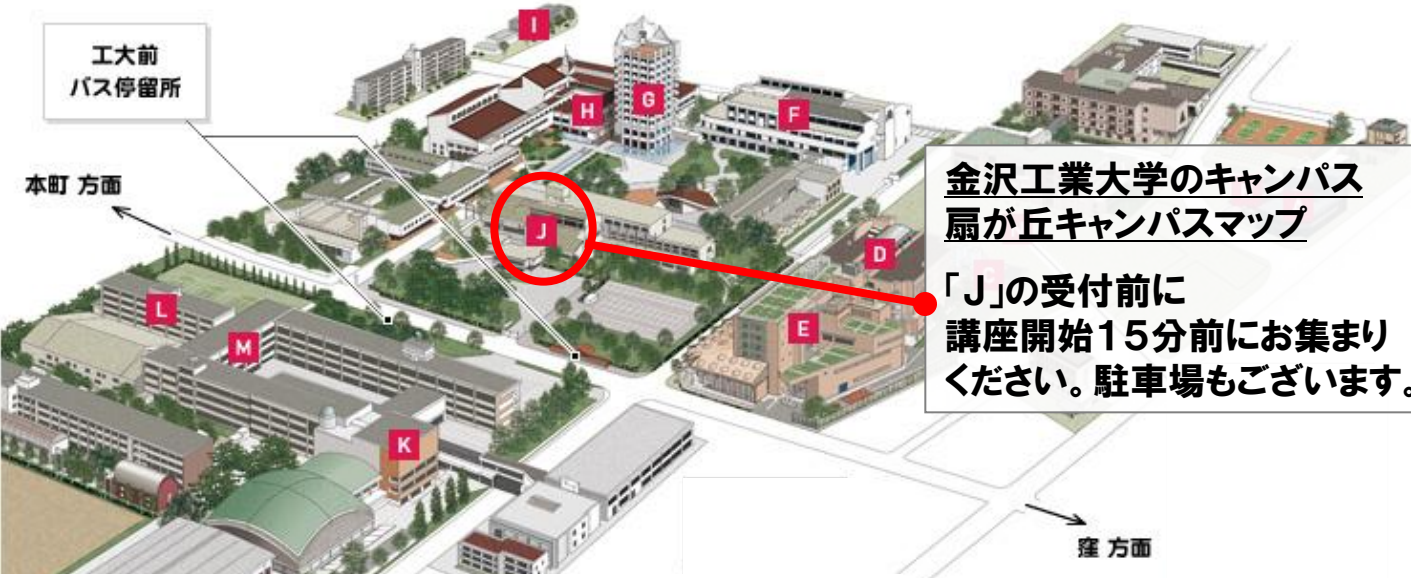 工大前
バス停留所
本町 方面
I
H
G
F
金沢工業大学のキャンパス
扇が丘キャンパスマップ
「J」の受付前に
講座開始15分前にお集まり
ください。駐車場もございます。
J
D
E
L
M
K
窪 方面